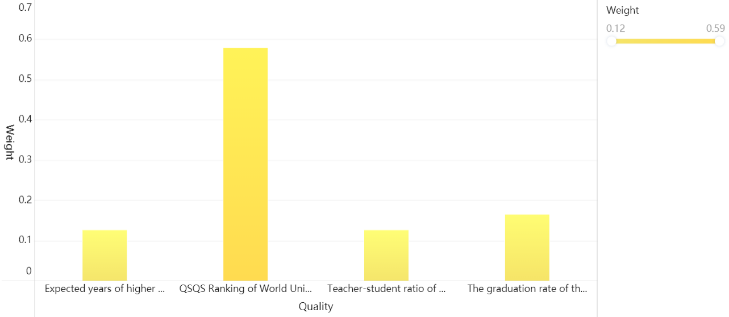 0.7
0.6
0.5
0.4
0.3
0.2
0.1
0
Weight
Expected years of higher ...
QSQS Ranking of World Uni...
Teacher-student ratio of ...
The graduation rate of th...
Quality
Weight
0.12 0.59